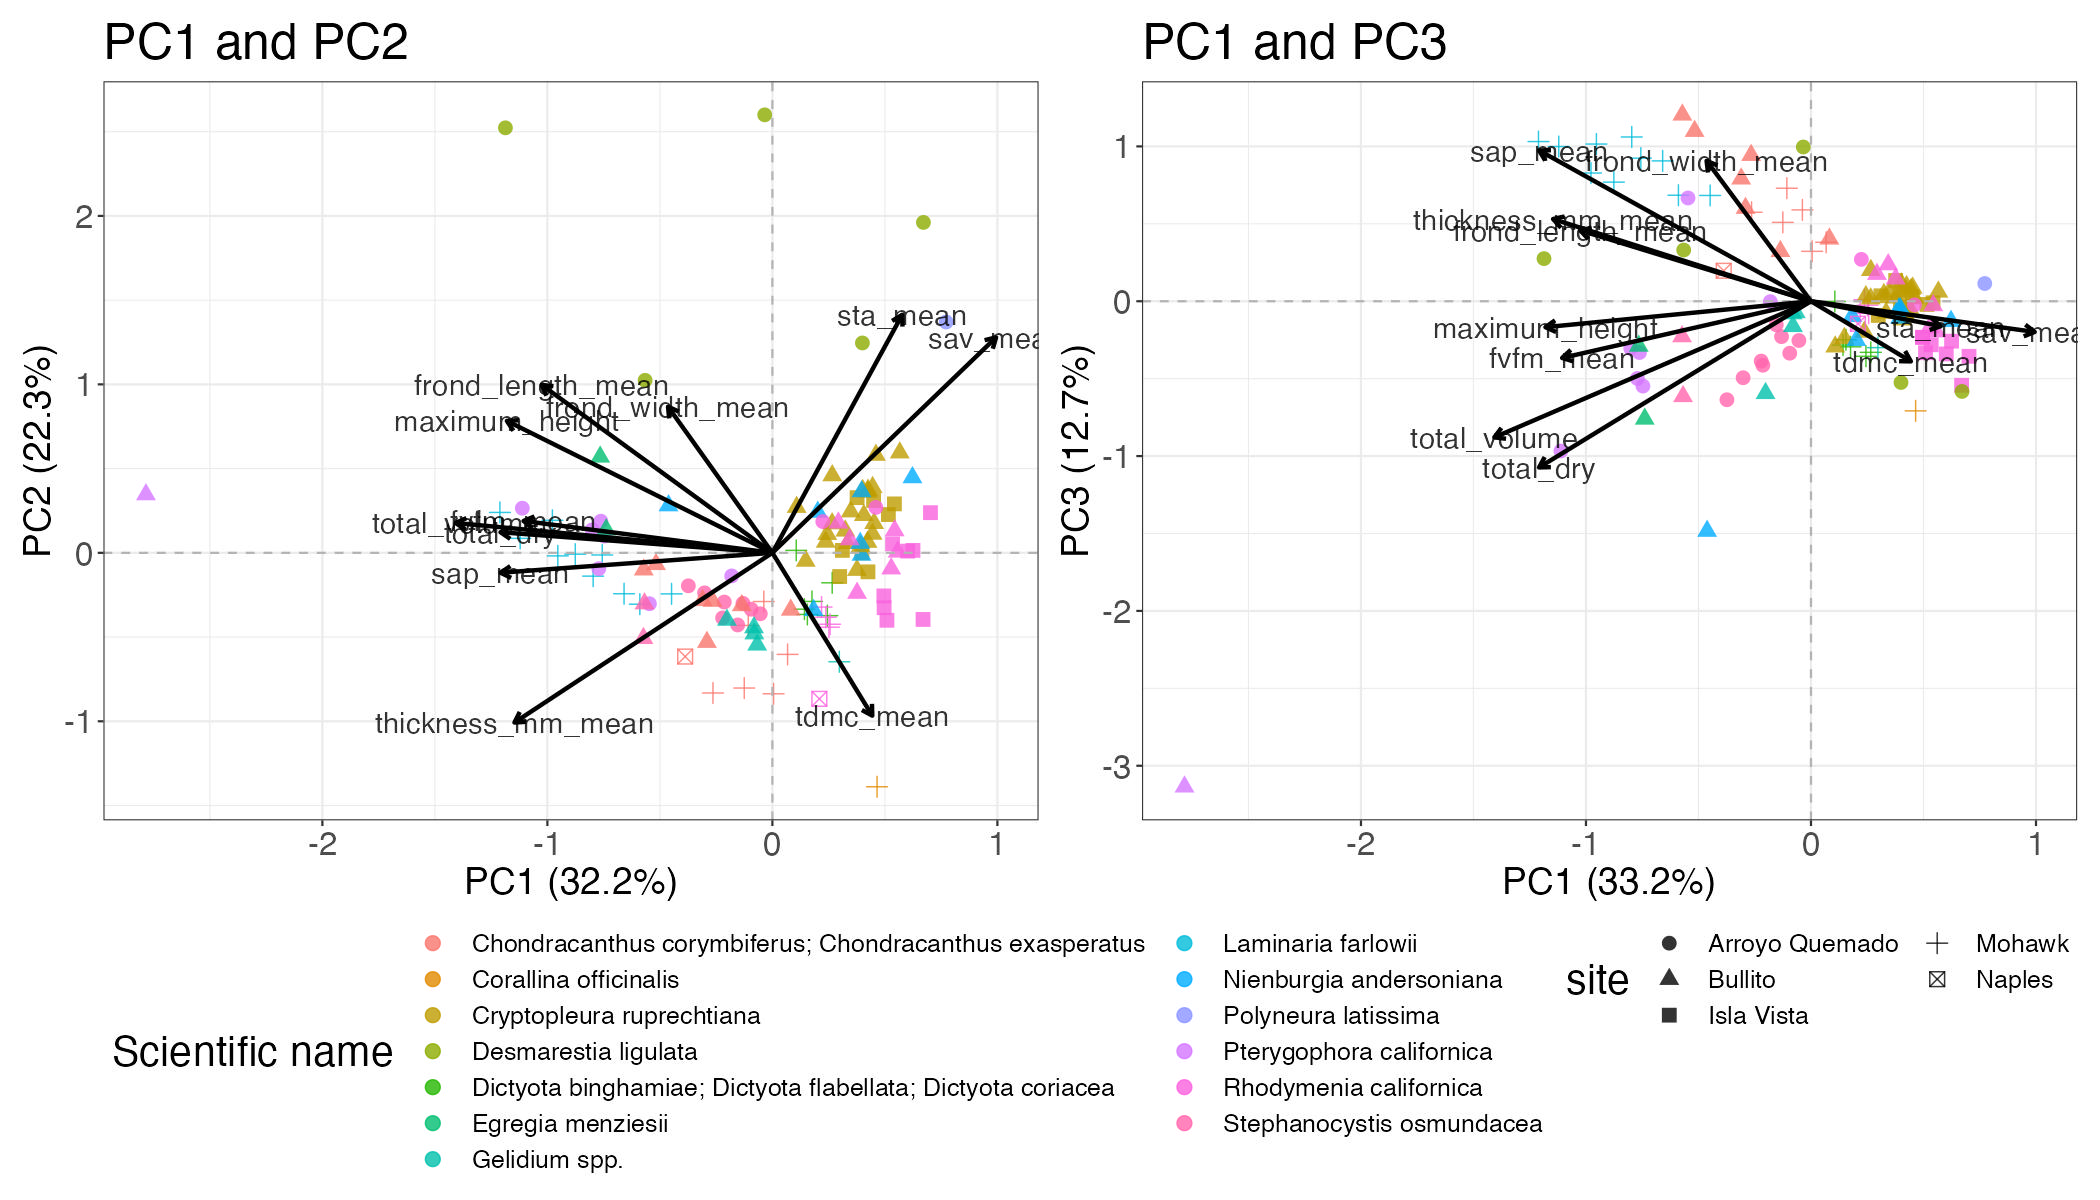 PC1 and PC2
PC2 (22.3%)
2
1
0
-1
sta_mean
sav_mea
frond_length_mean
frond_width_mean
maximum_height
fvfm_mean
total_dry
sap_mean
thickness_mm_mean
tdmc_mean
-2 -1 0 1
PC1 (32.2%)
PC1 and PC3
PC3 (12.7%)
1
0
-1
-2
-3
sap_mean
frond_width_mean
thickness_mm_mean
frond_length_mean
maximum_height
sta_mean
sav_mea
fvfm_mean
tdmc_mean
total_volume
total_dry
-2 -1 0 1
PC1 (33.2%)
Scientific name
Chondracanthus corymbiferus; Chondracanthus exasperatus
Corallina officinalis
Cryptopleura ruprechtiana
Desmarestia ligulata
Dictyota binghamiae; Dictyota flabellata; Dictyota coriacea
Egregia menziesii
Gelidium spp.
Laminaria farlowii
Nienburgia andersoniana
Polyneura latissima
Pterygophora californica
Rhodymenia californica
Stephanocystis osmundacea
site
Arroyo Quemado
Bullito
Isla Vista
Mohawk
Naples